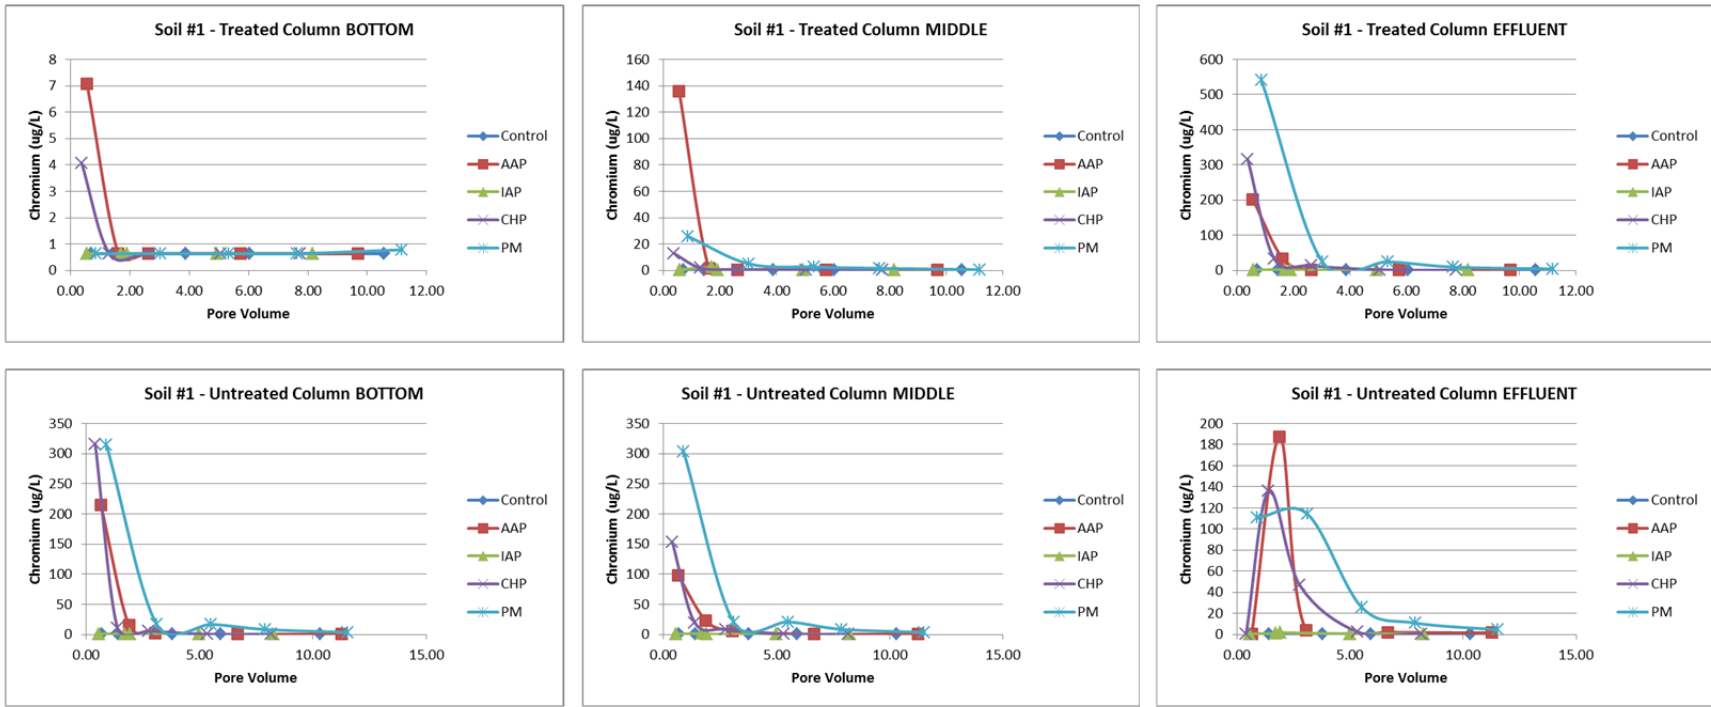 Soil #1 - Treated Column BOTTOM
Chromium (ug/L)
8
7
6
5
4
3
2
1
0
0.00 2.00 4.00 6.00 8.00 10.00 12.00
Pore Volume
Control
AAP
IAP
CHP
PM
Soil #1 - Treated Column MIDDLE
Chromium (ug/L)
160
140
120
100
80
60
40
20
0
0.00 2.00 4.00 6.00 8.00 10.00 12.00
Pore Volume
Control
AAP
IAP
CHP
PM
Soil #1 - Treated Column EFFLUENT
Chromium (ug/L)
600
500
400
300
200
100
0
0.00 2.00 4.00 6.00 8.00 10.00 12.00
Pore Volume
Control
AAP
IAP
CHP
PM
Soil #1 - Untreated Column BOTTOM
Chromium (ug/L)
350
300
250
200
150
100
50
0
0.00 5.00 10.00 15.00
Pore Volume
Control
AAP
IAP
CHP
PM
Soil #1 - Untreated Column MIDDLE
Chromium (ug/L)
350
300
250
200
150
100
50
0
0.00 5.00 10.00 15.00
Pore Volume
Control
AAP
IAP
CHP
PM
Soil #1 - Untreated Column EFFLUENT
Chromium (ug/L)
200
180
160
140
120
100
80
60
40
20
0
0.00 5.00 10.00 15.00
Pore Volume
Control
AAP
IAP
CHP
PM